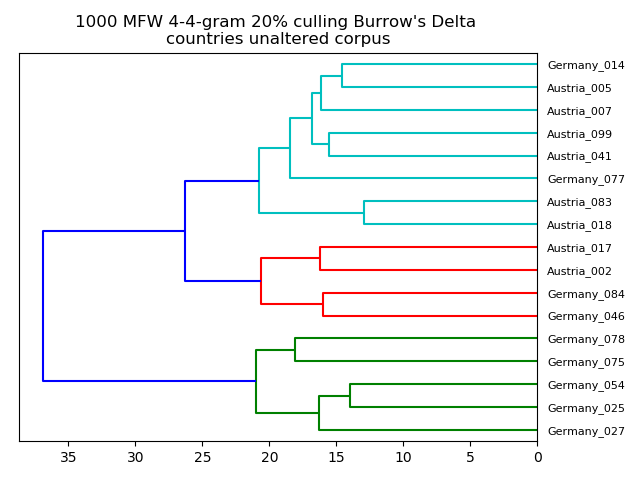 1000 MFW 4-4-gram 20% culling Burrow's Delta
countries unaltered corpus
Germany_014
Austria_005
Austria_007
Austria_099
Austria_041
Germany_077
Austria_083
Austria_018
Austria_017
Austria_002
Germany_084
Germany_046
Germany_078
Germany_075
Germany_054
Germany_025
Germany_027
35 30 25 20 15 10 5 0